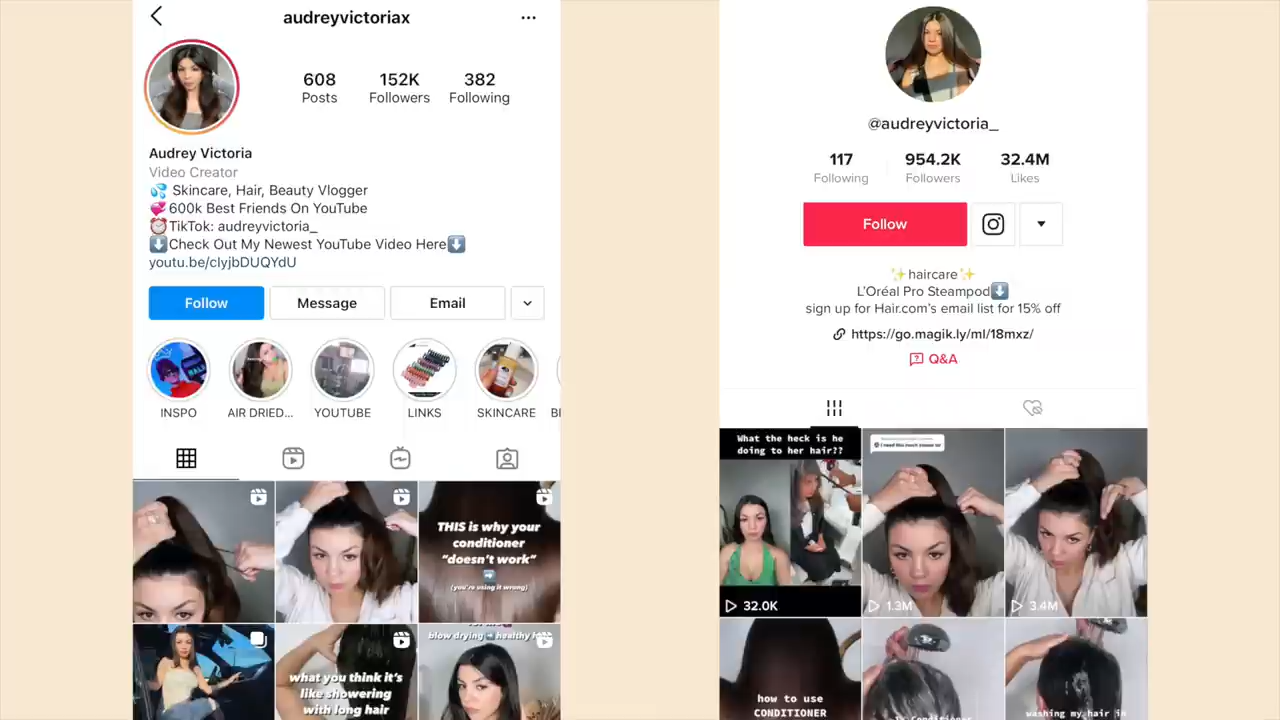 audreyvictoriax
608
152K
382
Posts
Followers
Following
Audrey Victoria
Video Creator
💦 Skincare, Hair, Beauty Vlogger
💞600k Best Friends On YouTube
⏰TikTok: audreyvictoria_
⬇️Check Out My Newest YouTube Video Here⬇️
youtu.be/cIyjbDUQYdU
Follow
Message
Email
INSPO
AIR DRIED...
YOUTUBE
LINKS
SKINCARE
THIS is why your
conditioner
"doesn't work"
➡️
(you're using it wrong)
what you think it's
like showering
with long hair
blow drying ➡️ healthy
@audreyvictoria_
117
954.2K
32.4M
Following
Followers
Likes
Follow
✨haircare✨
L'Oréal Pro Steampod⬇️
sign up for Hair.com's email list for 15% off
https://go.magik.ly/ml/18mxz/
Q&A
What the heck is he
doing to her hair??
32.0K
1.3M
3.4M
how to use
CONDITIONER
Conditioner
washing my hair in